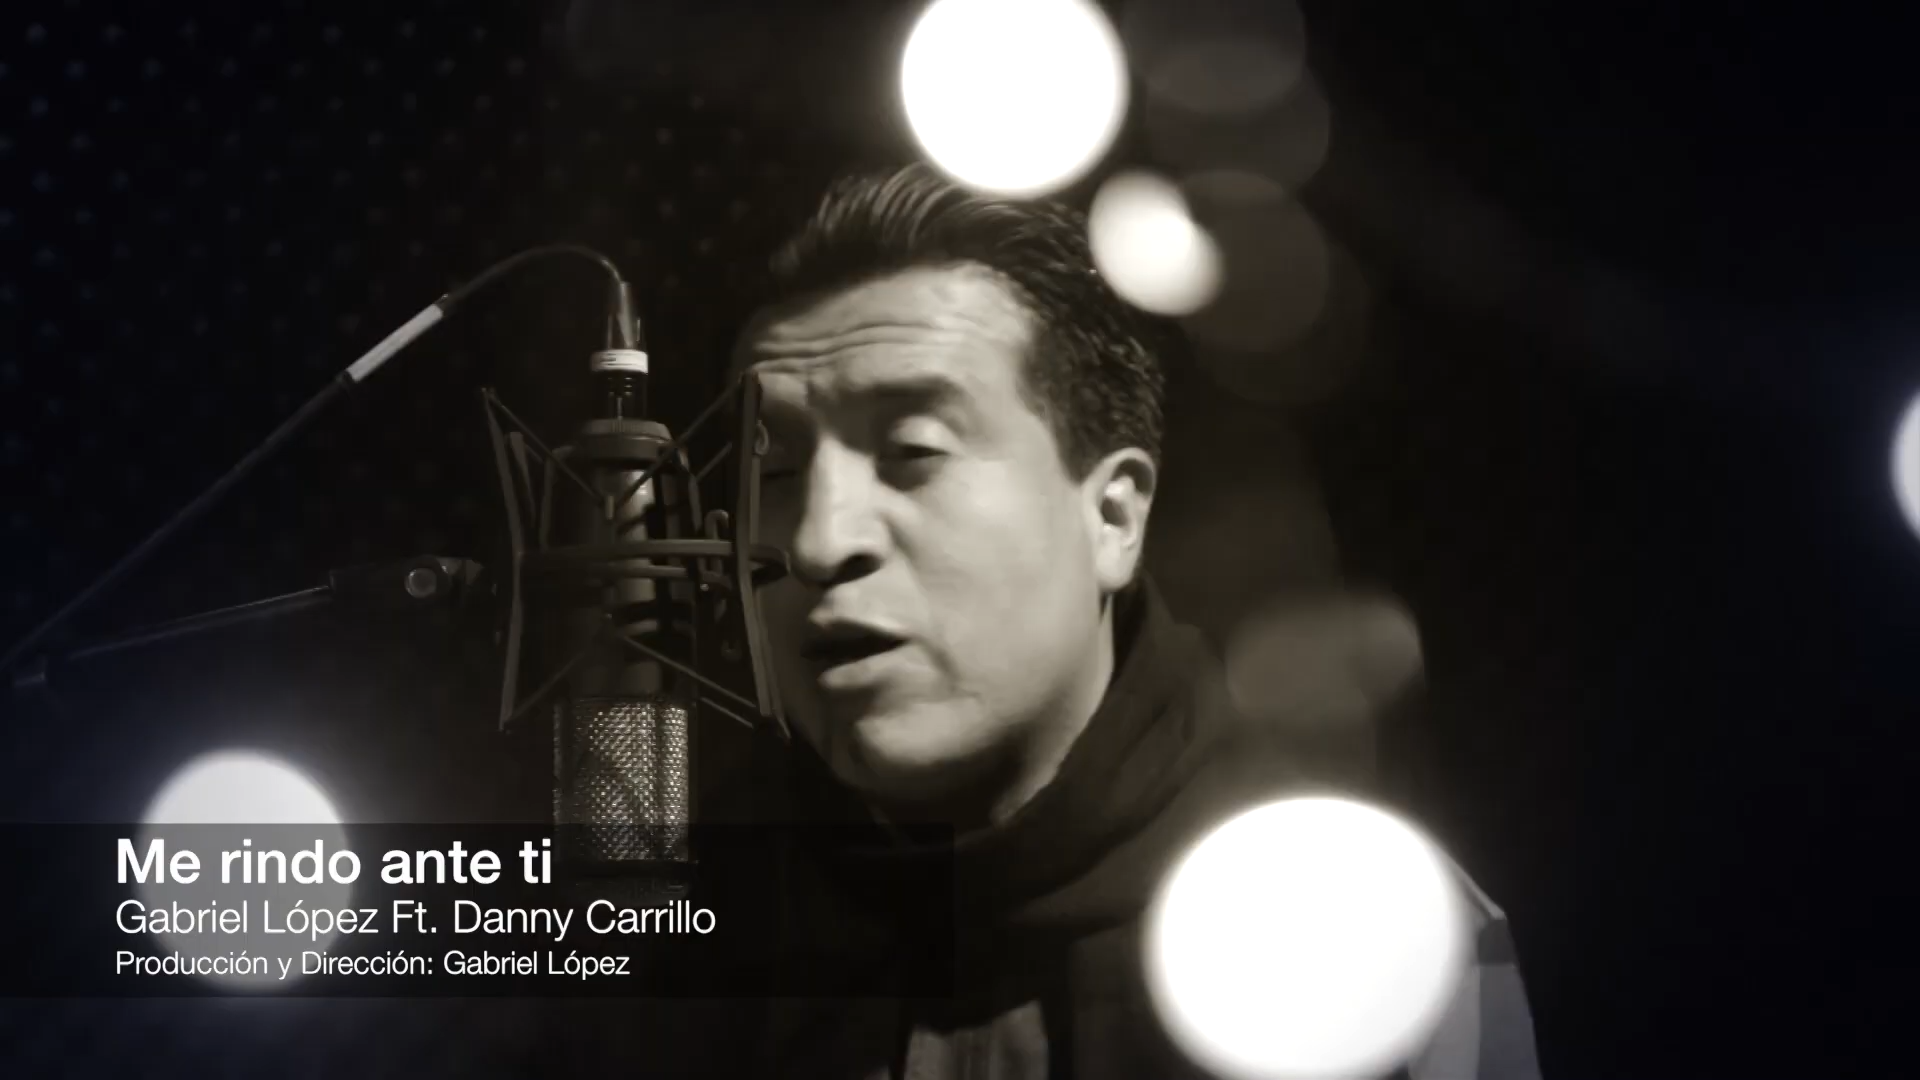 Me rindo ante ti
Gabriel López Ft. Danny Carrillo
Producción y Dirección: Gabriel López